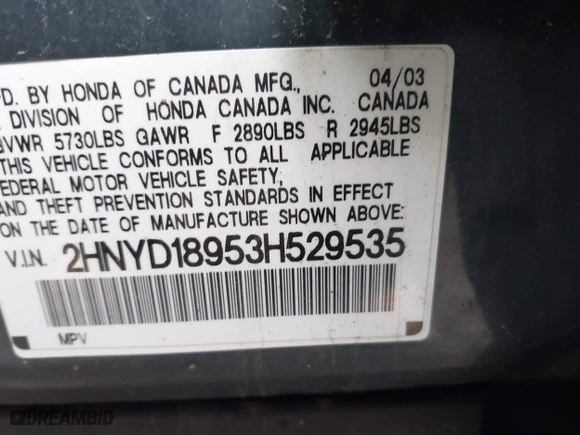 D. BY HONDA OF CANADA MFG., 04/03
DIVISION OF HONDA CANADA INC. CANADA
VWR 5730LBS GAWR F 2890LBS R 2945LBS
THIS VEHICLE CONFORMS TO ALL APPLICABLE
EDERAL MOTOR VEHICLE SAFETY,
AND THEFT PREVENTION STANDARDS IN EFFECT
ON THE DATE OF MANUFACTURE SHOWN ABOVE:
V.I.N. 2HNYD18953H529535
MPV
DREAMBID